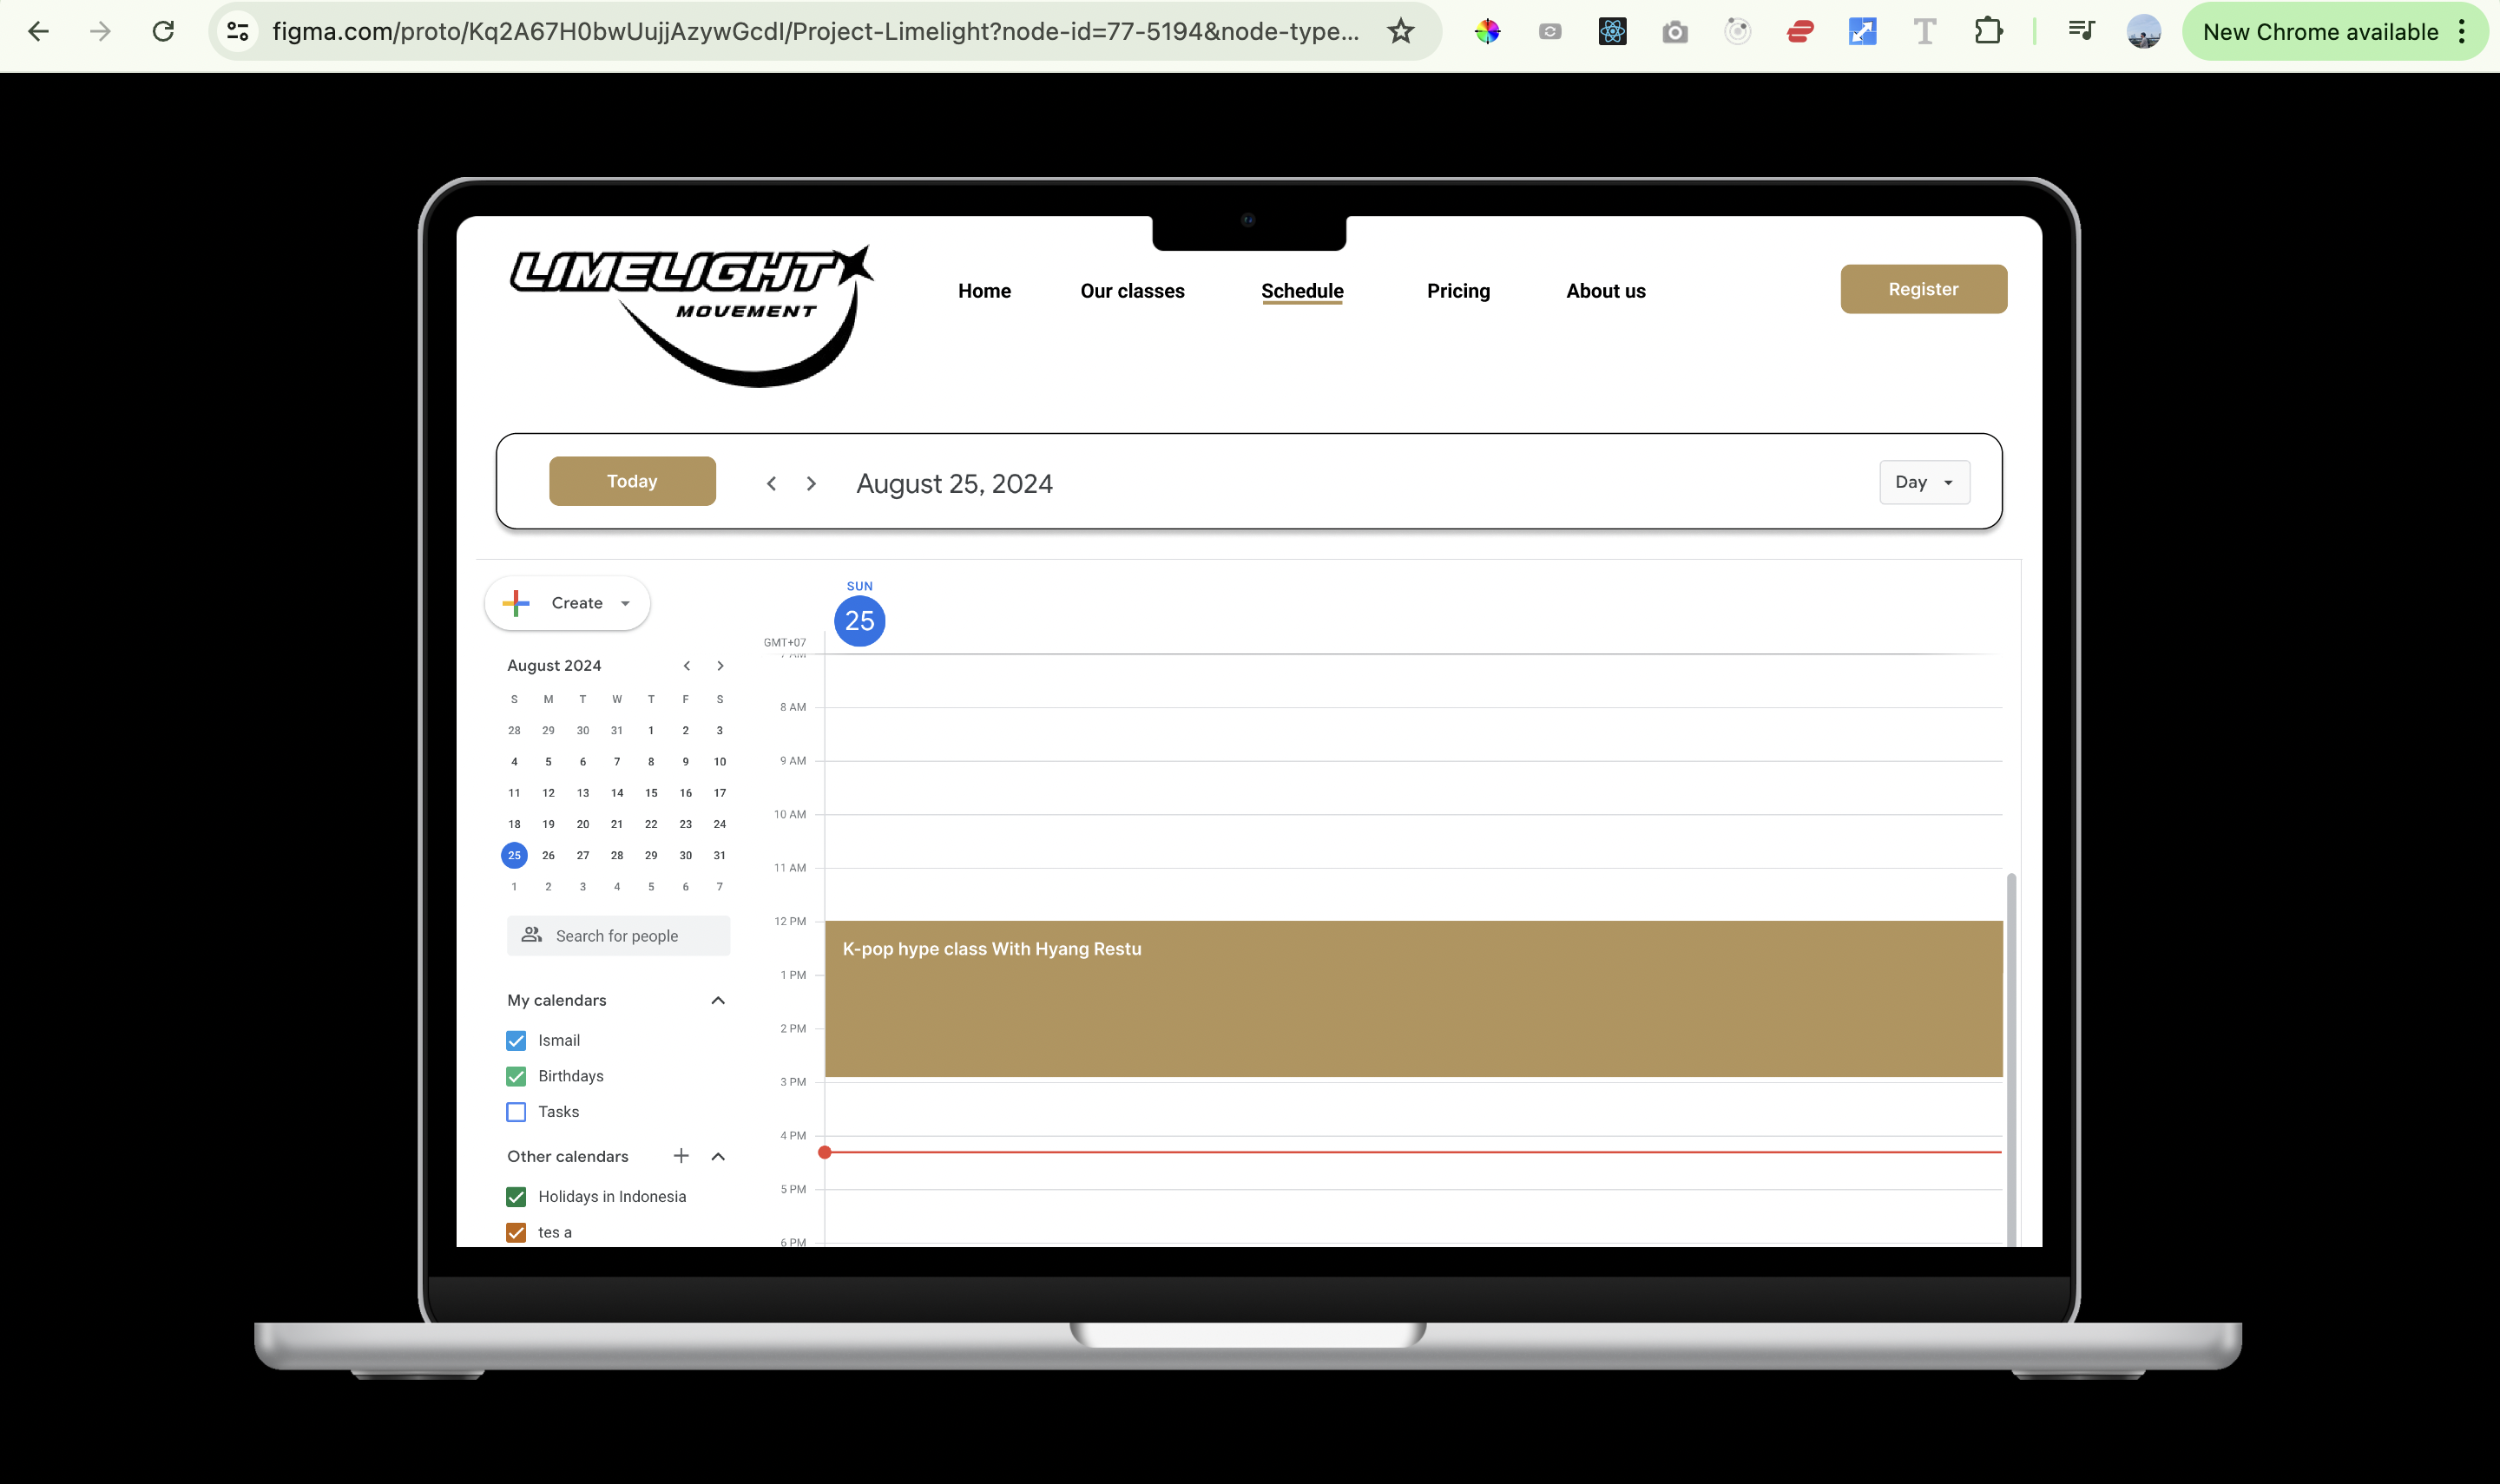 figma.com/proto/Kq2A67H0bwUujjAzywGcdI/Project-Limelight?node-id=77-5194&node-type...
New Chrome available
LIMELIGHT
MOVEMENT
Home
Our classes
Schedule
Pricing
About us
Register
Today
August 25, 2024
Day
Create
August 2024
S M T W T F S
28 29 30 31 1 2 3
4 5 6 7 8 9 10
11 12 13 14 15 16 17
18 19 20 21 22 23 24
25 26 27 28 29 30 31
1 2 3 4 5 6 7
Search for people
My calendars
Ismail
Birthdays
Tasks
Other calendars
Holidays in Indonesia
tes a
SUN
25
GMT+07
7 AM
8 AM
9 AM
10 AM
11 AM
12 PM
K-pop hype class With Hyang Restu
1 PM
2 PM
3 PM
4 PM
5 PM
6 PM